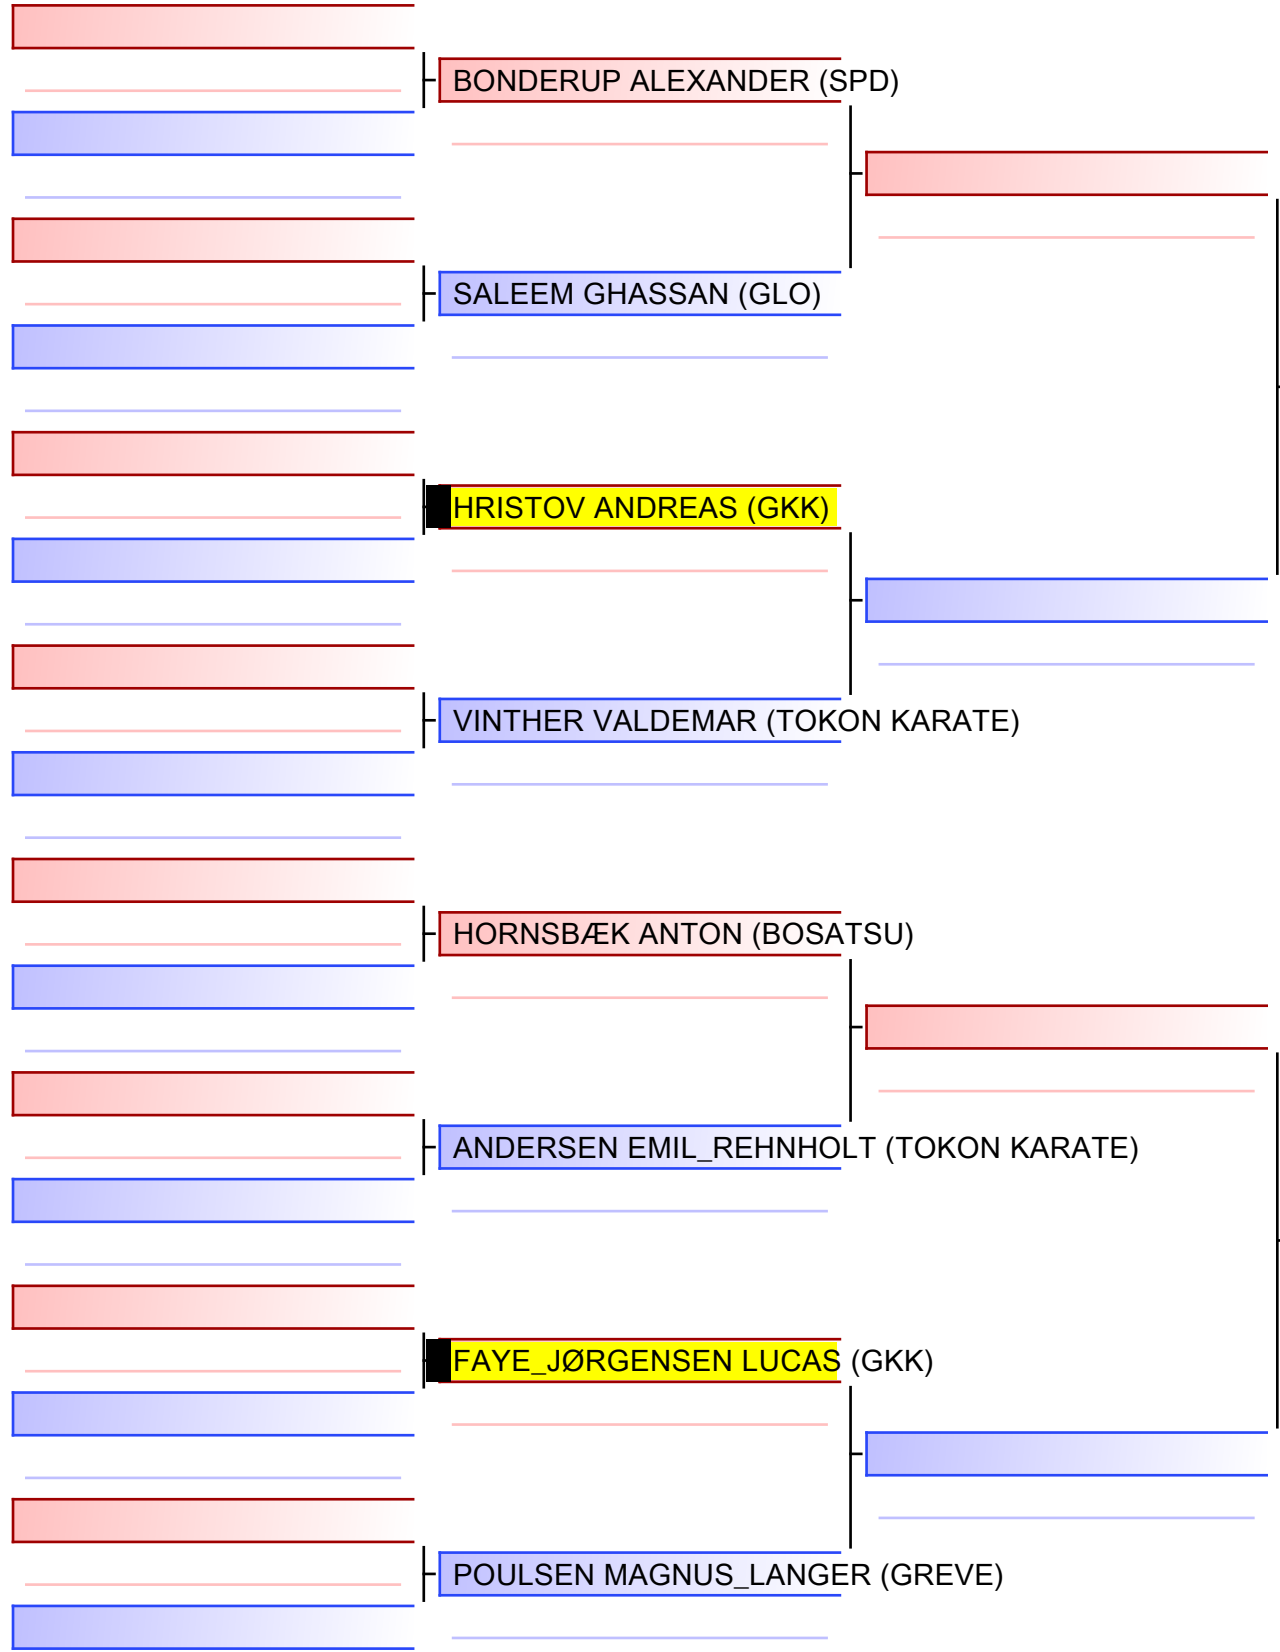 BONDERUP ALEXANDER (SPD)
SALEEM GHASSAN (GLO)
HRISTOV ANDREAS (GKK)
VINTHER VALDEMAR (TOKON KARATE)
HORNSBÆK ANTON (BOSATSU)
ANDERSEN EMIL_REHNHOLT (TOKON KARATE)
FAYE_JØRGENSEN LUCAS (GKK)
POULSEN MAGNUS_LANGER (GREVE)